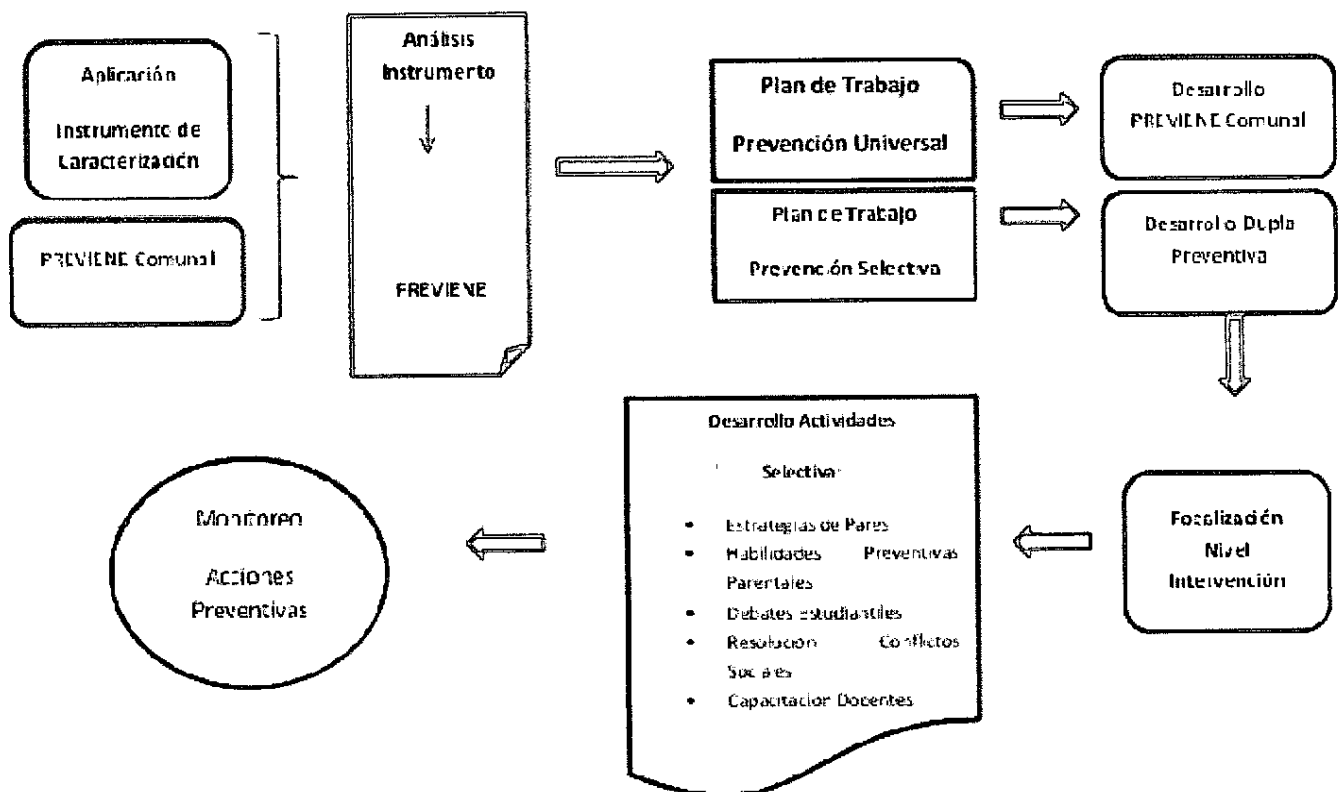 Aplicación
Instrumento de
Caracterización
PREVIENE Comunal
Análisis
Instrumento
PREVIENE
Plan de Trabajo
Prevención Universal
Plan de Trabajo
Prevención Selectiva
Desarrollo
PREVIENE Comunal
Desarrollo Dupla
Preventiva
Focalización
Nivel
Intervención
Desarrollo Actividades
Selectiva
• Estrategias de Pares
• Habilidades Preventivas
Parentales
• Debates Estudiantiles
• Resolución Conflictos
Sociales
• Capacitacion Docentes
Monitoreo
Acciones
Preventivas